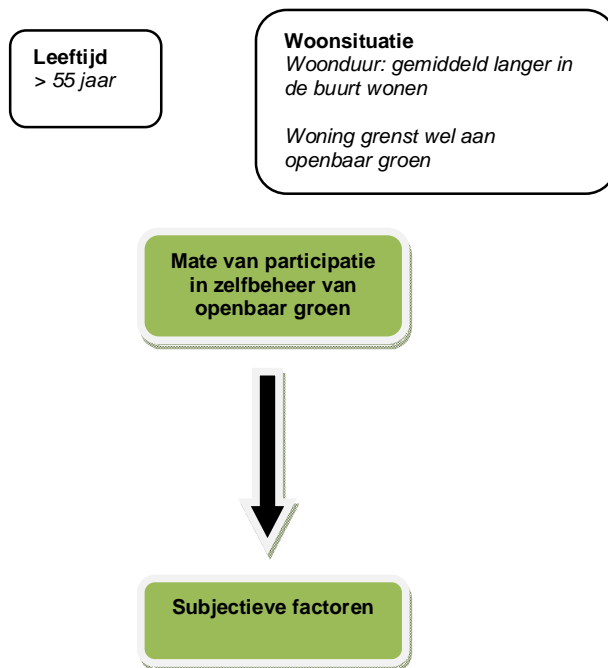 Leeftijd
> 55 jaar
Woonsituatie
Woonduur: gemiddeld langer in
de buurt wonen
Woning grenst wel aan
openbaar groen
Mate van participatie
in zelfbeheer van
openbaar groen
Subjectieve factoren